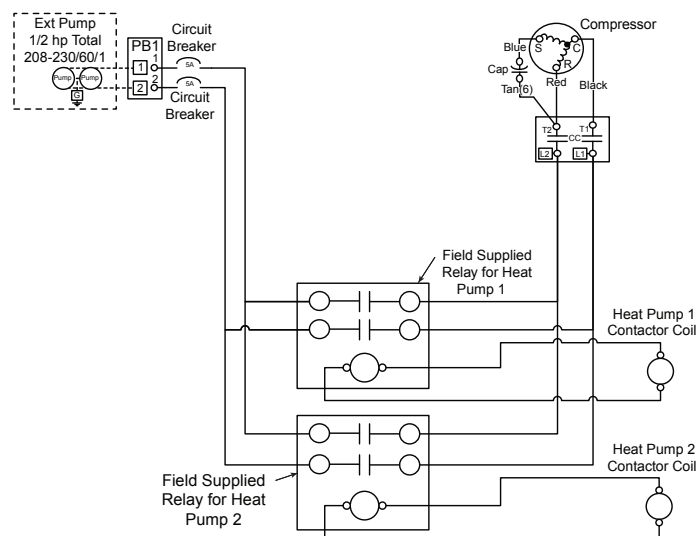 Ext Pump
1/2 hp Total
208-230/60/1
Pump
Pump
G
PB1
1
1
2
2
Circuit
Breaker
5A
5A
Circuit
Breaker
Compressor
Blue
S
C
R
Cap
Red
Tan(6)
Black
T2
T1
CC
L2
L1
Field Supplied
Relay for Heat
Pump 1
Heat Pump 1
Contactor Coil
Heat Pump 2
Contactor Coil
Field Supplied
Relay for Heat
Pump 2